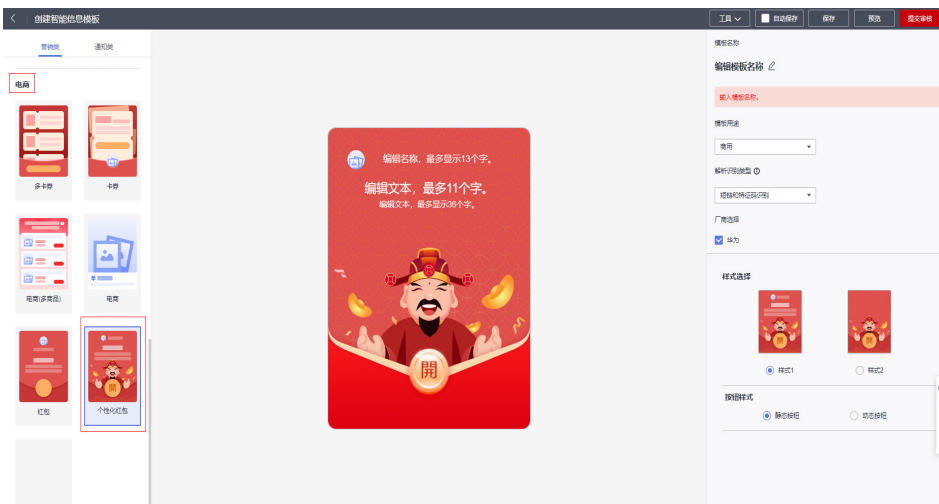 创建智能信息模板
工具
自动保存
保存
预览
提交审核
营销类
通知类
电商
多卡券
卡券
电商(多商品)
电商
红包
個
个性化红包
编辑名称，最多显示13个字。
编辑文本，最多11个字。
编辑文本，最多显示36个字。
開
模板名称
编辑模板名称
输入模板名称。
模板用途
商用
解析识别类型
短链和特征码识别
厂商选择
华为
样式选择
样式1
样式2
按钮样式
静态按钮
动态按钮